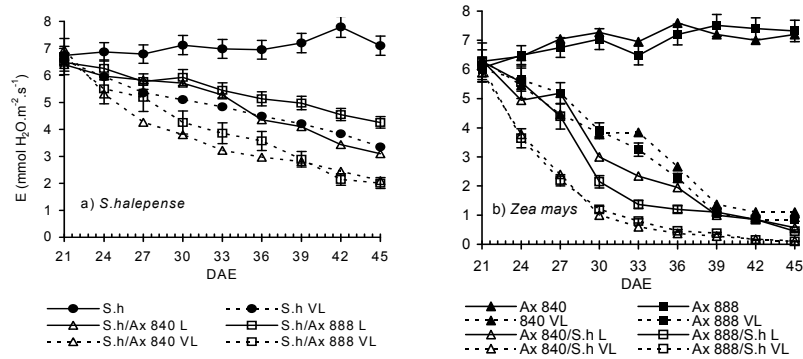 E (mmol H₂O.m⁻².s⁻¹)
8
7
6
5
4
3
2
1
0
a) S.halepense
21 24 27 30 33 36 39 42 45
DAE
S.h
S.h VL
S.h/Ax 840 L
S.h/Ax 888 L
S.h/Ax 840 VL
S.h/Ax 888 VL
8
7
6
5
4
3
2
1
0
b) Zea mays
21 24 27 30 33 36 39 42 45
DAE
Ax 840
Ax 888
840 VL
Ax 888 VL
Ax 840/S.h L
Ax 888/S.h L
Ax 840/S.h VL
Ax 888/S.h VL